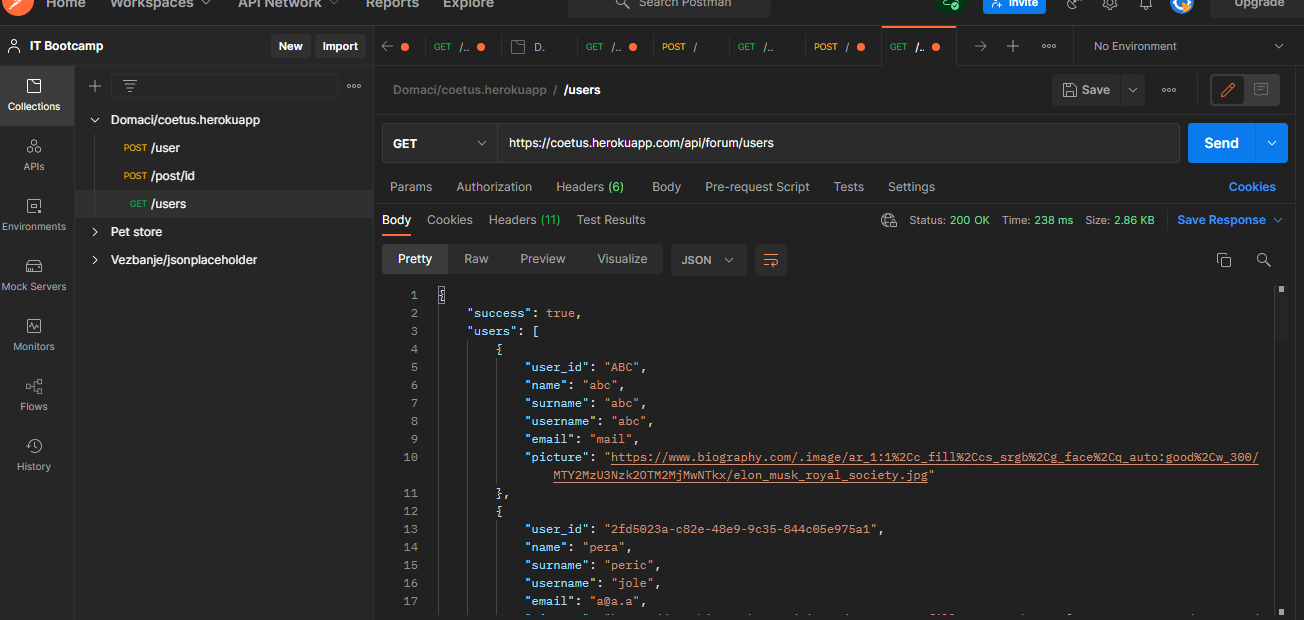 Home Workspaces API Network Reports Explore Search Postman Invite Upgrade
IT Bootcamp New Import GET /.. D. GET /.. POST / GET /.. POST / GET /.. No Environment
Collections
APIs
Environments
Mock Servers
Monitors
Flows
History
Domaci/coetus.herokuapp
POST /user
POST /post/id
GET /users
Pet store
Vezbanje/jsonplaceholder
Domaci/coetus.herokuapp / /users Save
GET https://coetus.herokuapp.com/api/forum/users Send
Params Authorization Headers (6) Body Pre-request Script Tests Settings Cookies
Body Cookies Headers (11) Test Results Status: 200 OK Time: 238 ms Size: 2.86 KB Save Response
Pretty Raw Preview Visualize JSON
1 {
2 "success": true,
3 "users": [
4 {
5 "user_id": "ABC",
6 "name": "abc",
7 "surname": "abc",
8 "username": "abc",
9 "email": "mail",
10 "picture": "https://www.biography.com/.image/ar_1:1%2Cc_fill%2Ccs_srgb%2Cg_face%2Cq_auto:good%2Cw_300/
MTY2MzU3Nzk2OTM2MjMwNTkx/elon_musk_royal_society.jpg"
11 },
12 {
13 "user_id": "2fd5023a-c82e-48e9-9c35-844c05e975a1",
14 "name": "pera",
15 "surname": "peric",
16 "username": "jole",
17 "email": "a@a.a",